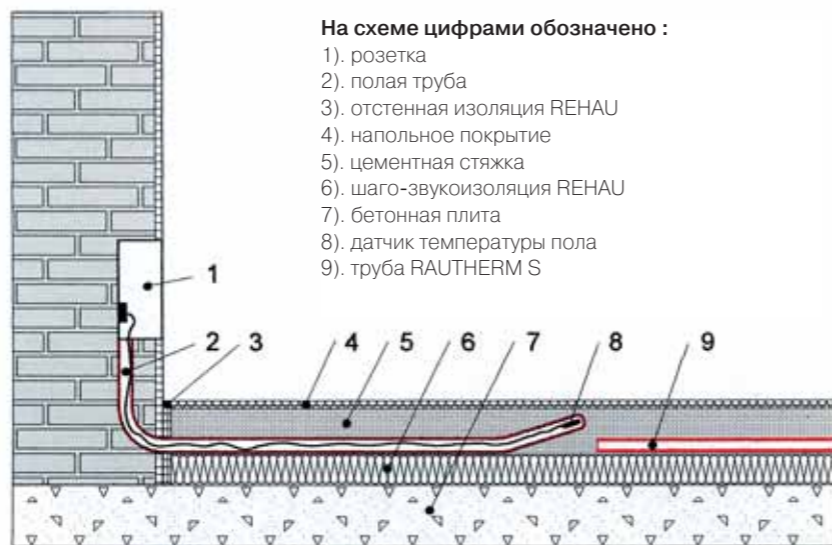 На схеме цифрами обозначено :
1). розетка
2). полая труба
3). отстенная изоляция REHAU
4). напольное покрытие
5). цементная стяжка
6). шаго-звукоизоляция REHAU
7). бетонная плита
8). датчик температуры пола
9). труба RAUTHERM S
1
2 3 4 5 6 7 8 9